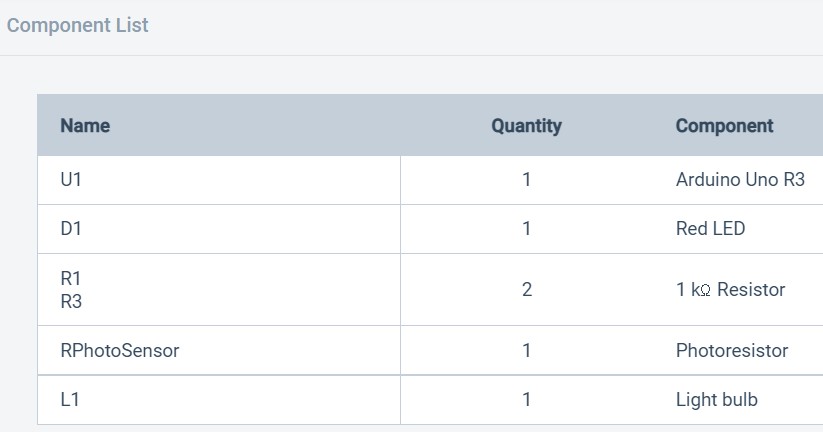 Component List
Name Quantity Component
U1 1 Arduino Uno R3
D1 1 Red LED
R1
R3 2 1 kΩ Resistor
RPhotoSensor 1 Photoresistor
L1 1 Light bulb